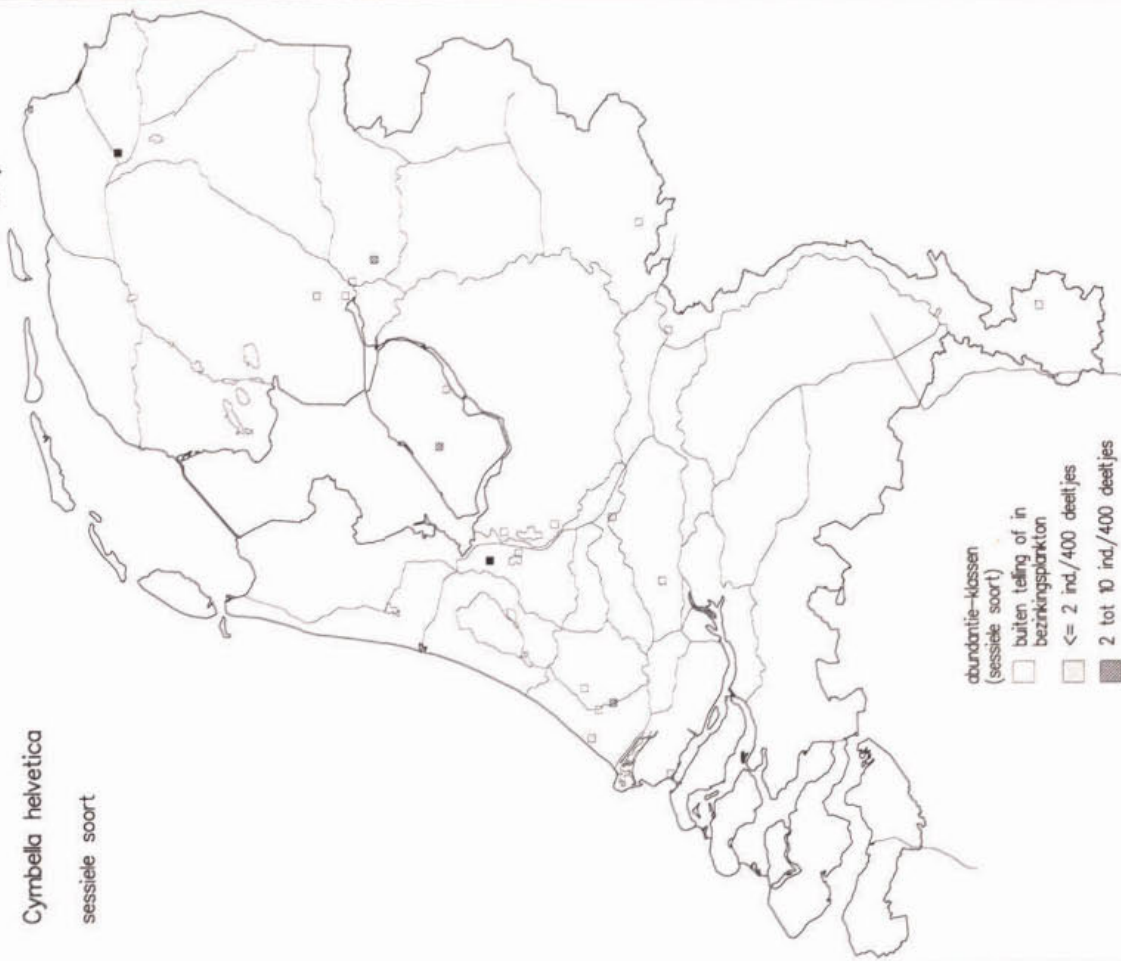 Cymbella helvetica
sessiele soort
abundantie-klassen
(sessiele soort)
buiten telling of in
bezinkingsplankton
<= 2 ind./400 deeltjes
2 tot 10 ind./400 deeltjes